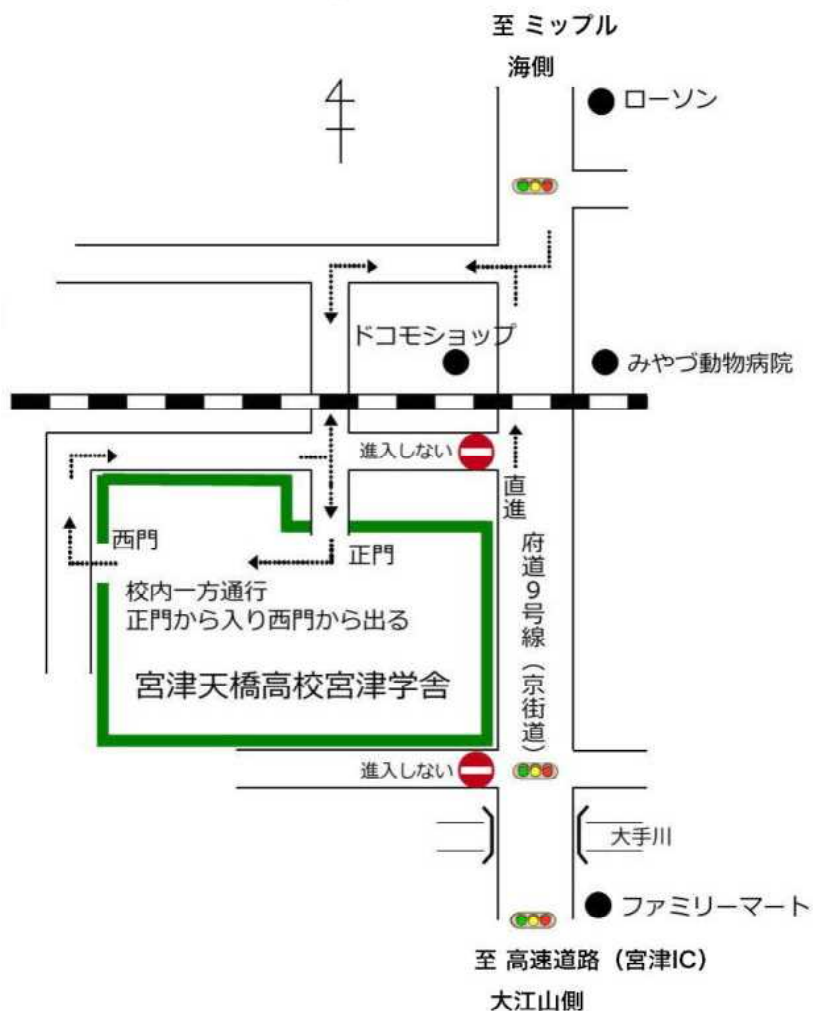 至 ミップル
海側
ローソン
ドコモショップ
みやづ動物病院
進入しない
直進
西門
正門
府道9号線（京街道）
校内一方通行
正門から入り西門から出る
宮津天橋高校宮津学舎
進入しない
大手川
ファミリーマート
至 高速道路（宮津IC）
大江山側